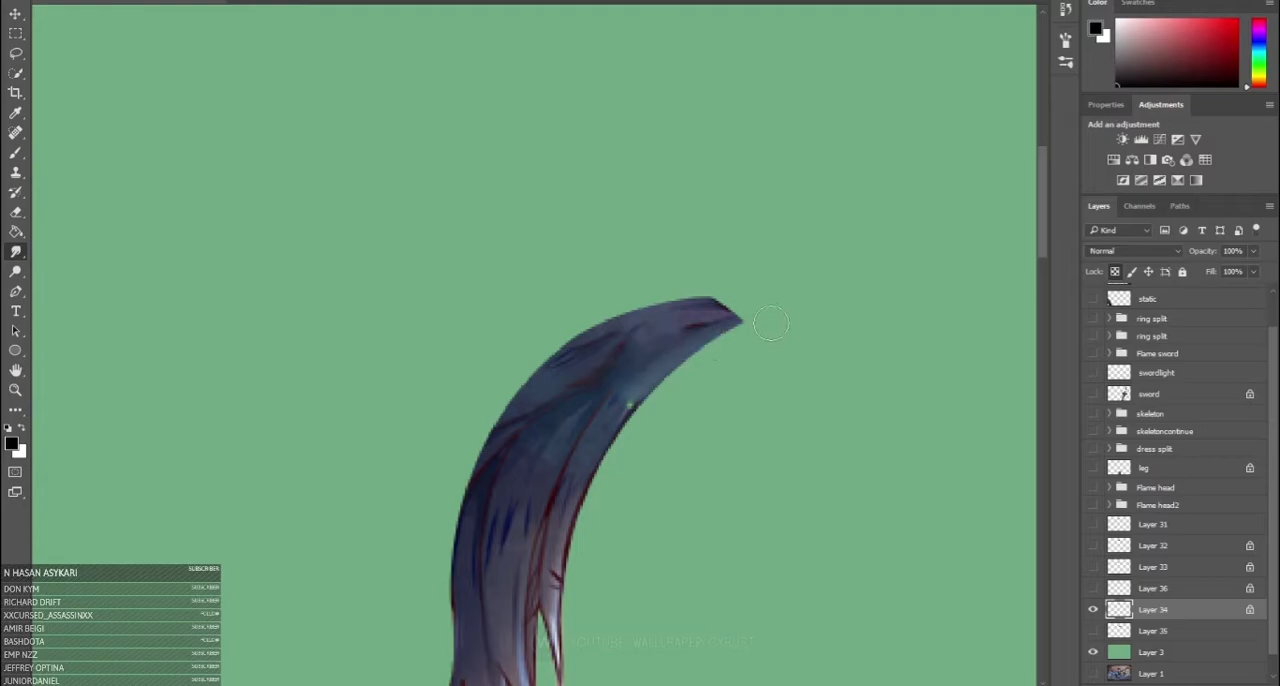 Color
Swatches
Properties
Adjustments
Add an adjustment
Layers
Channels
Paths
Kind
Normal
Opacity: 100%
Lock:
Fill: 100%
static
ring split
ring split
Flame sword
swordlight
sword
skeleton
skeletoncontinue
dress split
leg
Flame head
Flame head2
Layer 31
Layer 32
Layer 33
Layer 36
Layer 34
Layer 35
Layer 3
Layer 1
N HASAN ASYKARI
SUBSCRIBER
DON KYM
RICHARD DRIFT
XXCURSED_ASSASINXX
AMIR BEIGI
BASHDOTA
EMP NZZ
JEFFREY OPTINA
JUNIORDANIEL